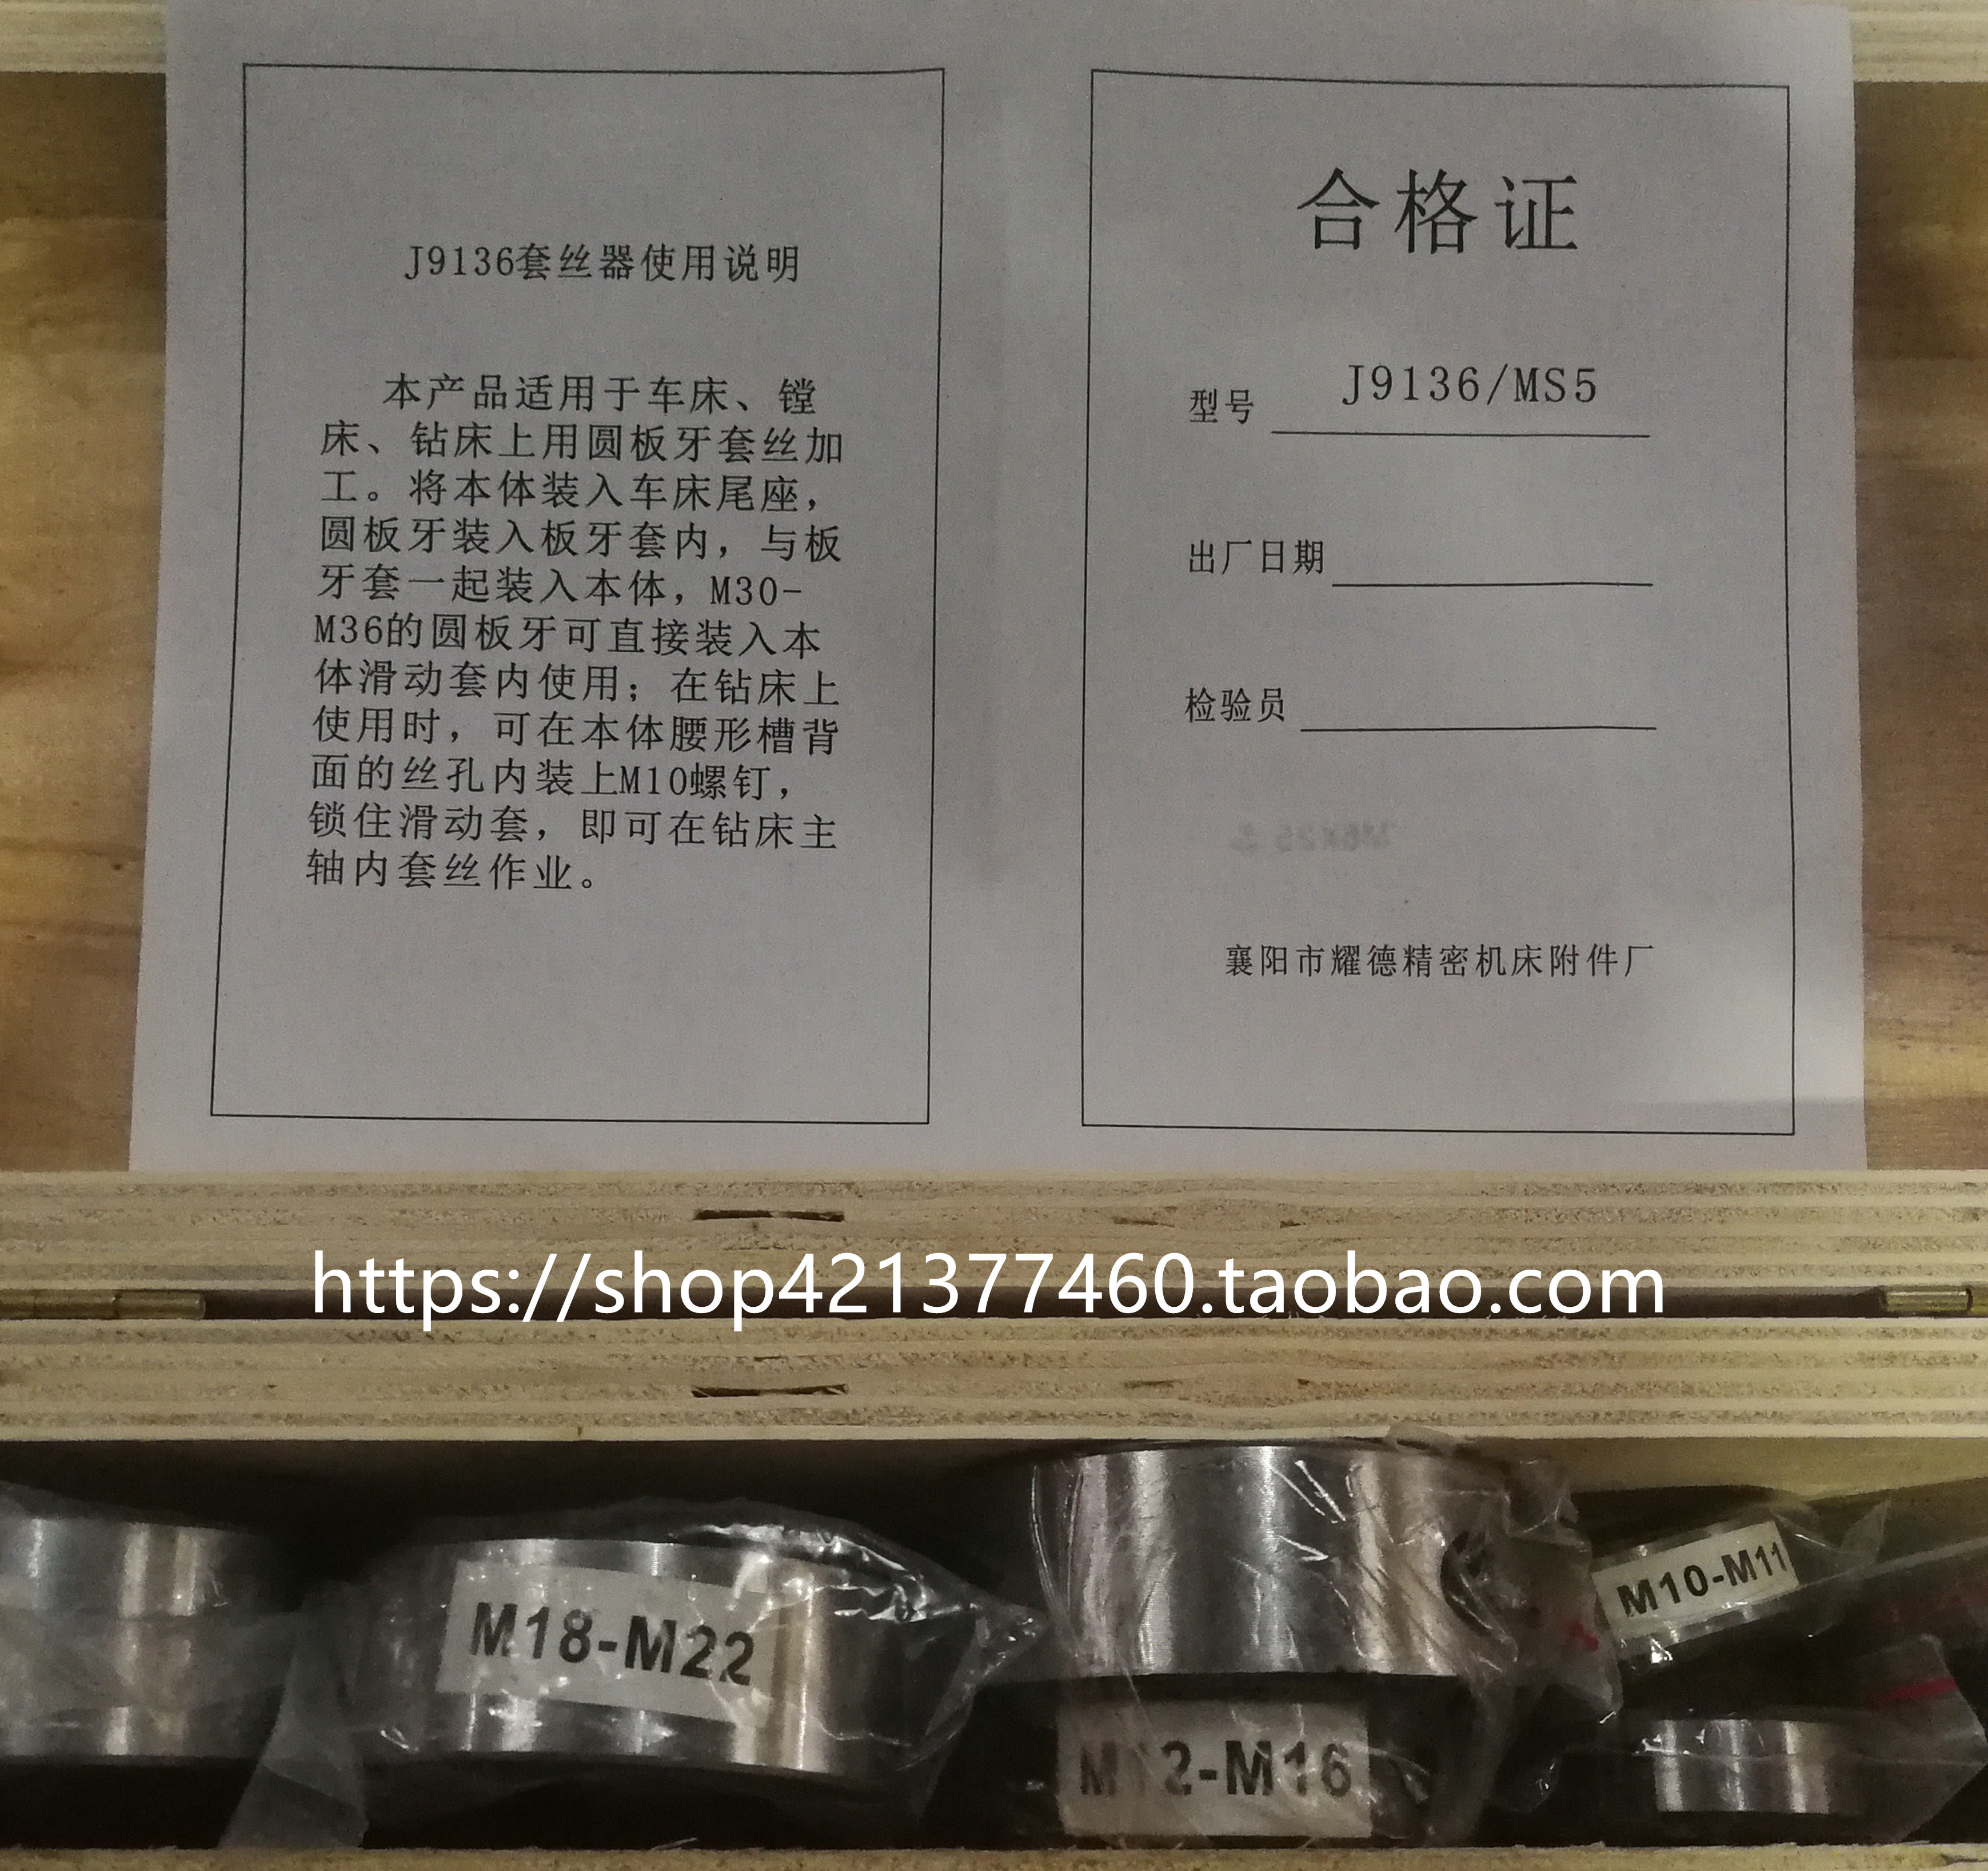 J9136套丝器使用说明
本产品适用于车床、镗
床、钻床上用圆板牙套丝加
工。将本体装入车床尾座，
圆板牙装入板牙套内，与板
牙套一起装入本体，M30-
M36的圆板牙可直接装入本
体滑动套内使用；在钻床上
使用时，可在本体腰形槽背
面的丝孔内装上M10螺钉，
锁住滑动套，即可在钻床主
轴内套丝作业。
合格证
型号 J9136/MS5
出厂日期
检验员
襄阳市耀德精密机床附件厂
https://shop421377460.taobao.com
M18-M22
M12-M16
M10-M11